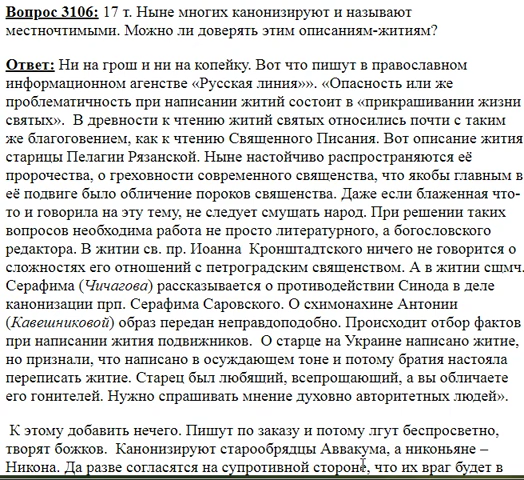 Вопрос 3106: 17 т. Ныне многих канонизируют и называют
местночтимыми. Можно ли доверять этим описаниям-житиям?
Ответ: Ни на грош и ни на копейку. Вот что пишут в православном
информационном агенстве «Русская линия»». «Опасность или же
проблематичность при написании житий состоит в «прикрашивании жизни
святых». В древности к чтению житий святых относились почти с таким
же благоговением, как к чтению Священного Писания. Вот описание жития
старицы Пелагии Рязанской. Ныне настойчиво распространяются её
пророчества, о греховности современного священства, что якобы главным в
её подвиге было обличение пороков священства. Даже если блаженная что-
то и говорила на эту тему, не следует смущать народ. При решении таких
вопросов необходима работа не просто литературного, а богословского
редактора. В житии св. пр. Иоанна Кронштадтского ничего не говорится о
сложностях его отношений с петроградским священством. А в житии сщмч.
Серафима (Чичагова) рассказывается о противодействии Синода в деле
канонизации прп. Серафима Саровского. О схимонахине Антонии
(Кавешниковой) образ передан неправдоподобно. Происходит отбор фактов
при написании жития подвижников. О старце на Украине написано житие,
но признали, что написано в осуждающем тоне и потому братия настояла
переписать житие. Старец был любящий, всепрощающий, а вы обличаете
его гонителей. Нужно спрашивать мнение духовно авторитетных людей».
К этому добавить нечего. Пишут по заказу и потому лгут беспросветно,
творят божков. Канонизируют старообрядцы Аввакума, а никоньяне –
Никона. Да разве согласятся на супротивной стороне, что их враг будет в